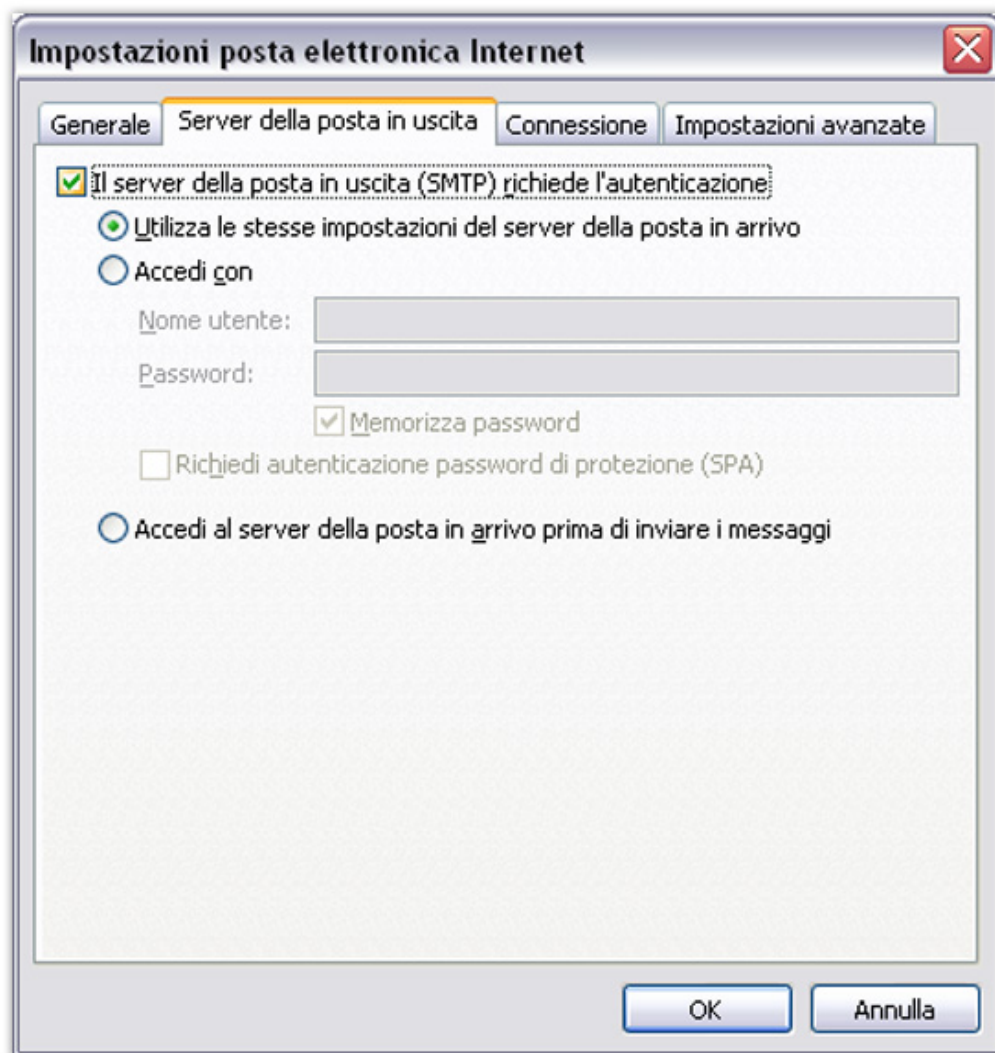 Impostazioni posta elettronica Internet
Generale Server della posta in uscita Connessione Impostazioni avanzate
Il server della posta in uscita (SMTP) richiede l'autenticazione
Utilizza le stesse impostazioni del server della posta in arrivo
Accedi con
Nome utente:
Password:
Memorizza password
Richiedi autenticazione password di protezione (SPA)
Accedi al server della posta in arrivo prima di inviare i messaggi
OK Annulla